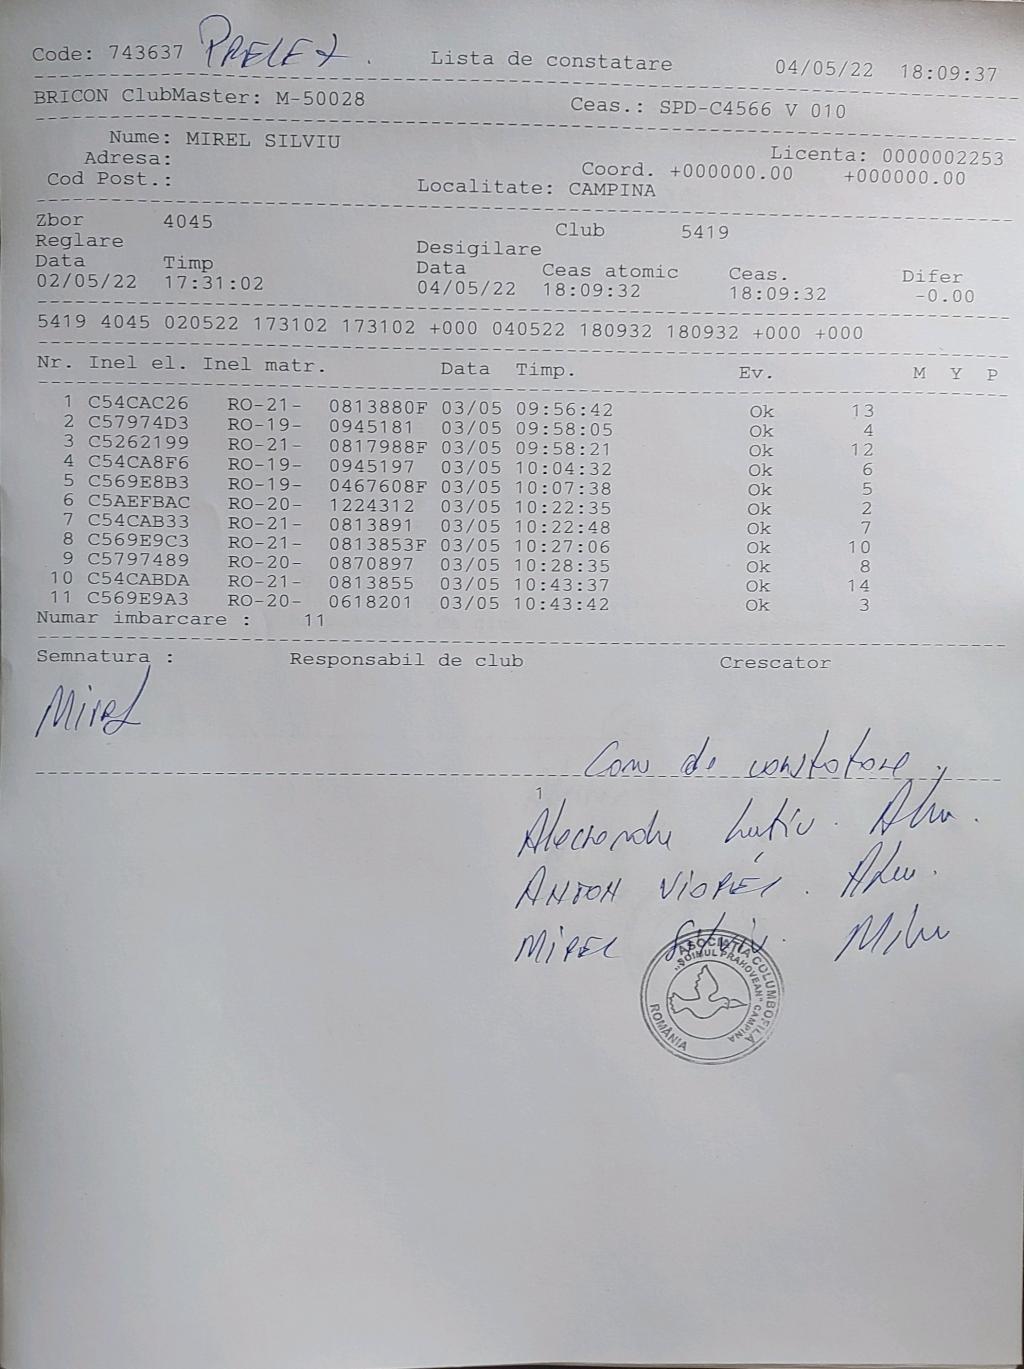 Code: 743637 PRELEZ. Lista de constatare 04/05/22 18:09:37
BRICON ClubMaster: M-50028 Ceas.: SPD-C4566 V 010
Nume: MIREL SILVIU Licenta: 0000002253
Adresa: Coord. +000000.00 +000000.00
Cod Post.: Localitate: CAMPINA
Zbor 4045 Club 5419
Reglare Desigilare
Data Timp Data Ceas atomic Ceas. Difer
02/05/22 17:31:02 04/05/22 18:09:32 18:09:32 -0.00
5419 4045 020522 173102 173102 +000 040522 180932 180932 +000 +000
Nr. Inel el. Inel matr. Data Timp. Ev. M Y P
1 C54CAC26 RO-21- 0813880F 03/05 09:56:42 Ok 13
2 C57974D3 RO-19- 0945181 03/05 09:58:05 Ok 4
3 C5262199 RO-21- 0817988F 03/05 09:58:21 Ok 12
4 C54CA8F6 RO-19- 0945197 03/05 10:04:32 Ok 6
5 C569E8B3 RO-19- 0467608F 03/05 10:07:38 Ok 5
6 C5AEFBAC RO-20- 1224312 03/05 10:22:35 Ok 2
7 C54CAB33 RO-21- 0813891 03/05 10:22:48 Ok 7
8 C569E9C3 RO-21- 0813853F 03/05 10:27:06 Ok 10
9 C5797489 RO-20- 0870897 03/05 10:28:35 Ok 8
10 C54CABDA RO-21- 0813855 03/05 10:43:37 Ok 14
11 C569E9A3 RO-20- 0618201 03/05 10:43:42 Ok 3
Numar imbarcare : 11
Semnatura : Responsabil de club Crescator
Mirel
Com de constatare
1
ANTON VIOREL.
MIREL Silviu.
ASOCIATIA COLUMBOFILA
"SOIMUL PRAHOVEAN" CAMPINA
ROMÂNIA